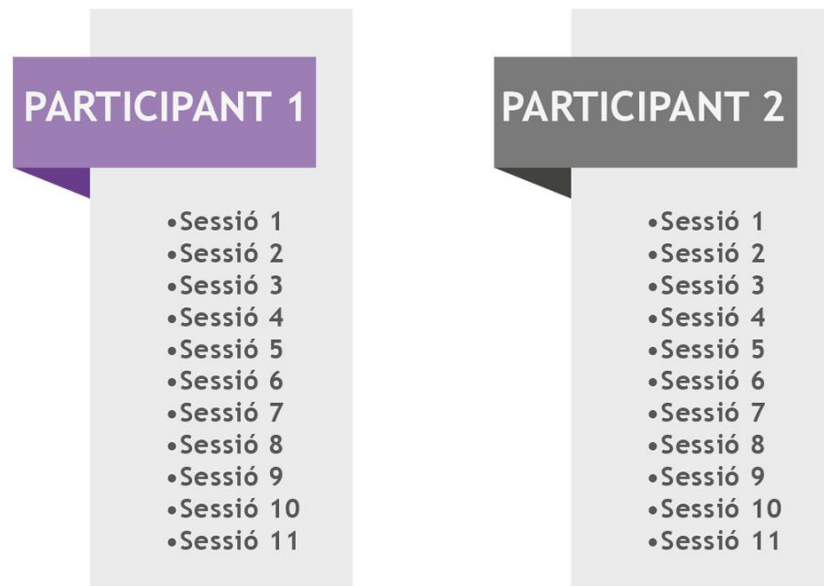 PARTICIPANT 1
•Sessió 1
•Sessió 2
•Sessió 3
•Sessió 4
•Sessió 5
•Sessió 6
•Sessió 7
•Sessió 8
•Sessió 9
•Sessió 10
•Sessió 11
PARTICIPANT 2
•Sessió 1
•Sessió 2
•Sessió 3
•Sessió 4
•Sessió 5
•Sessió 6
•Sessió 7
•Sessió 8
•Sessió 9
•Sessió 10
•Sessió 11